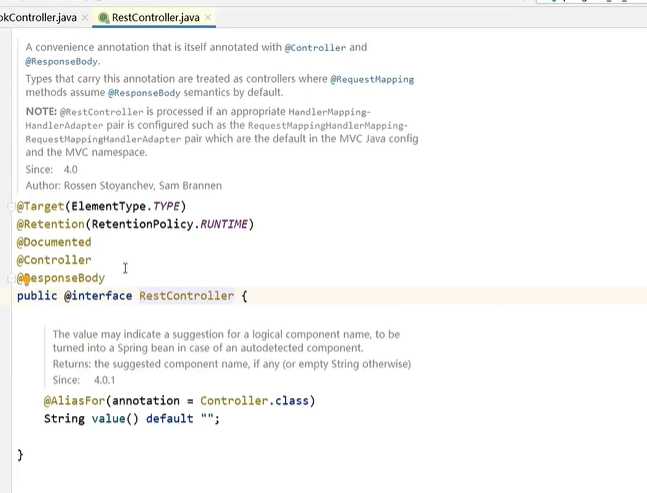 okController.java × RestController.java ×
A convenience annotation that is itself annotated with @Controller and
@ResponseBody.
Types that carry this annotation are treated as controllers where @RequestMapping
methods assume @ResponseBody semantics by default.
NOTE: @RestController is processed if an appropriate HandlerMapping-
HandlerAdapter pair is configured such as the RequestMappingHandlerMapping-
RequestMappingHandlerAdapter pair which are the default in the MVC Java config
and the MVC namespace.
Since: 4.0
Author: Rossen Stoyanchev, Sam Brannen
@Target(ElementType.TYPE)
@Retention(RetentionPolicy.RUNTIME)
@Documented
@Controller
@ResponseBody
public @interface RestController {
The value may indicate a suggestion for a logical component name, to be
turned into a Spring bean in case of an autodetected component.
Returns: the suggested component name, if any (or empty String otherwise)
Since: 4.0.1
@AliasFor(annotation = Controller.class)
String value() default "";
}